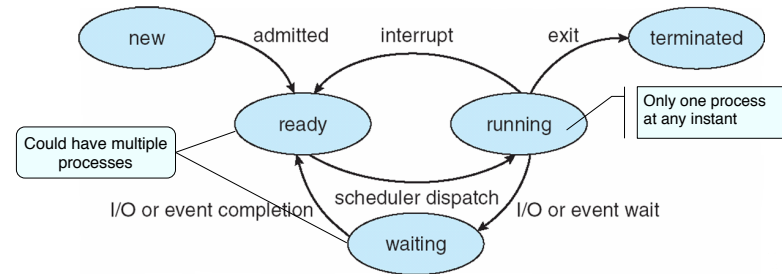 new
admitted
interrupt
exit
terminated
ready
running
Only one process
at any instant
Could have multiple
processes
scheduler dispatch
I/O or event completion
I/O or event wait
waiting